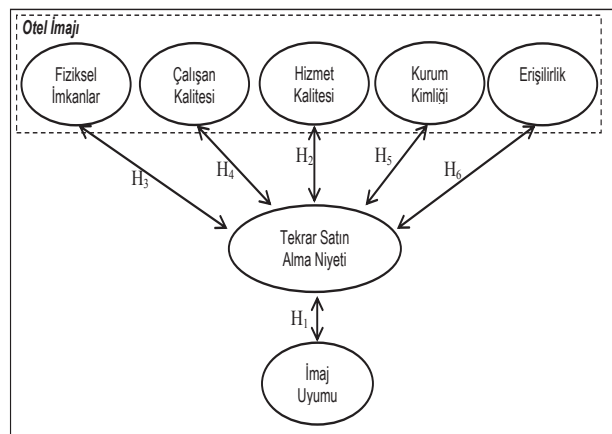 Otel İmajı
Fiziksel
İmkanlar
Çalışan
Kalitesi
Hizmet
Kalitesi
Kurum
Kimliği
Erişilirlik
H3
H4
H2
H5
H6
Tekrar Satın
Alma Niyeti
H1
İmaj
Uyumu